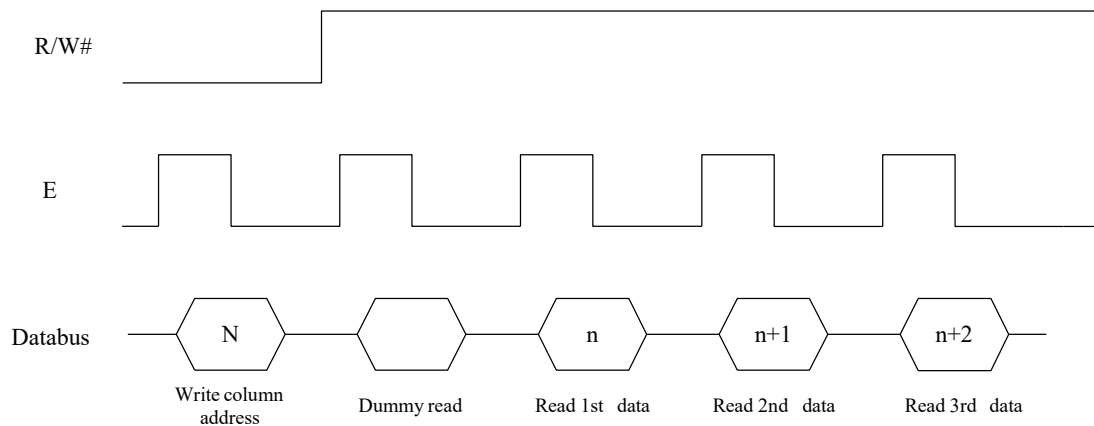 R/W#
E
Databus
N
n
n+1
n+2
Write column
address
Dummy read
Read 1st data
Read 2nd data
Read 3rd data